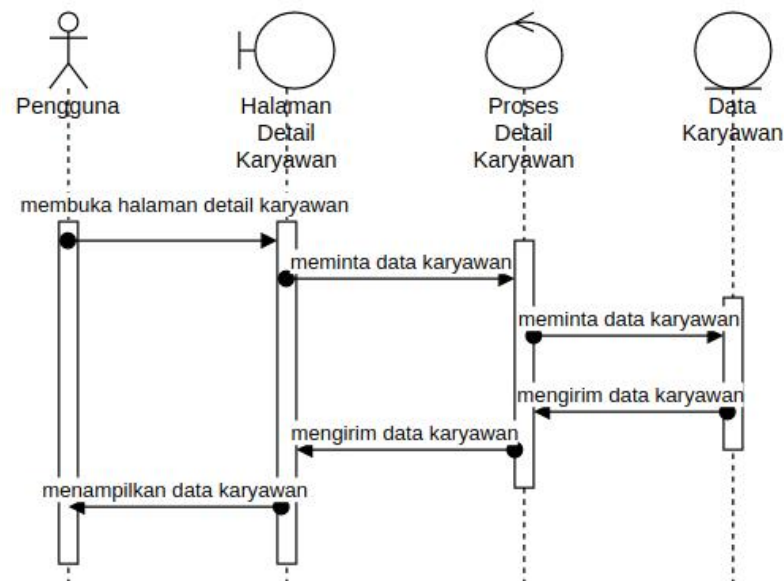 Pengguna
Halaman
Detail
Karyawan
Proses
Detail
Karyawan
Data
Karyawan
membuka halaman detail karyawan
meminta data karyawan
meminta data karyawan
mengirim data karyawan
mengirim data karyawan
menampilkan data karyawan